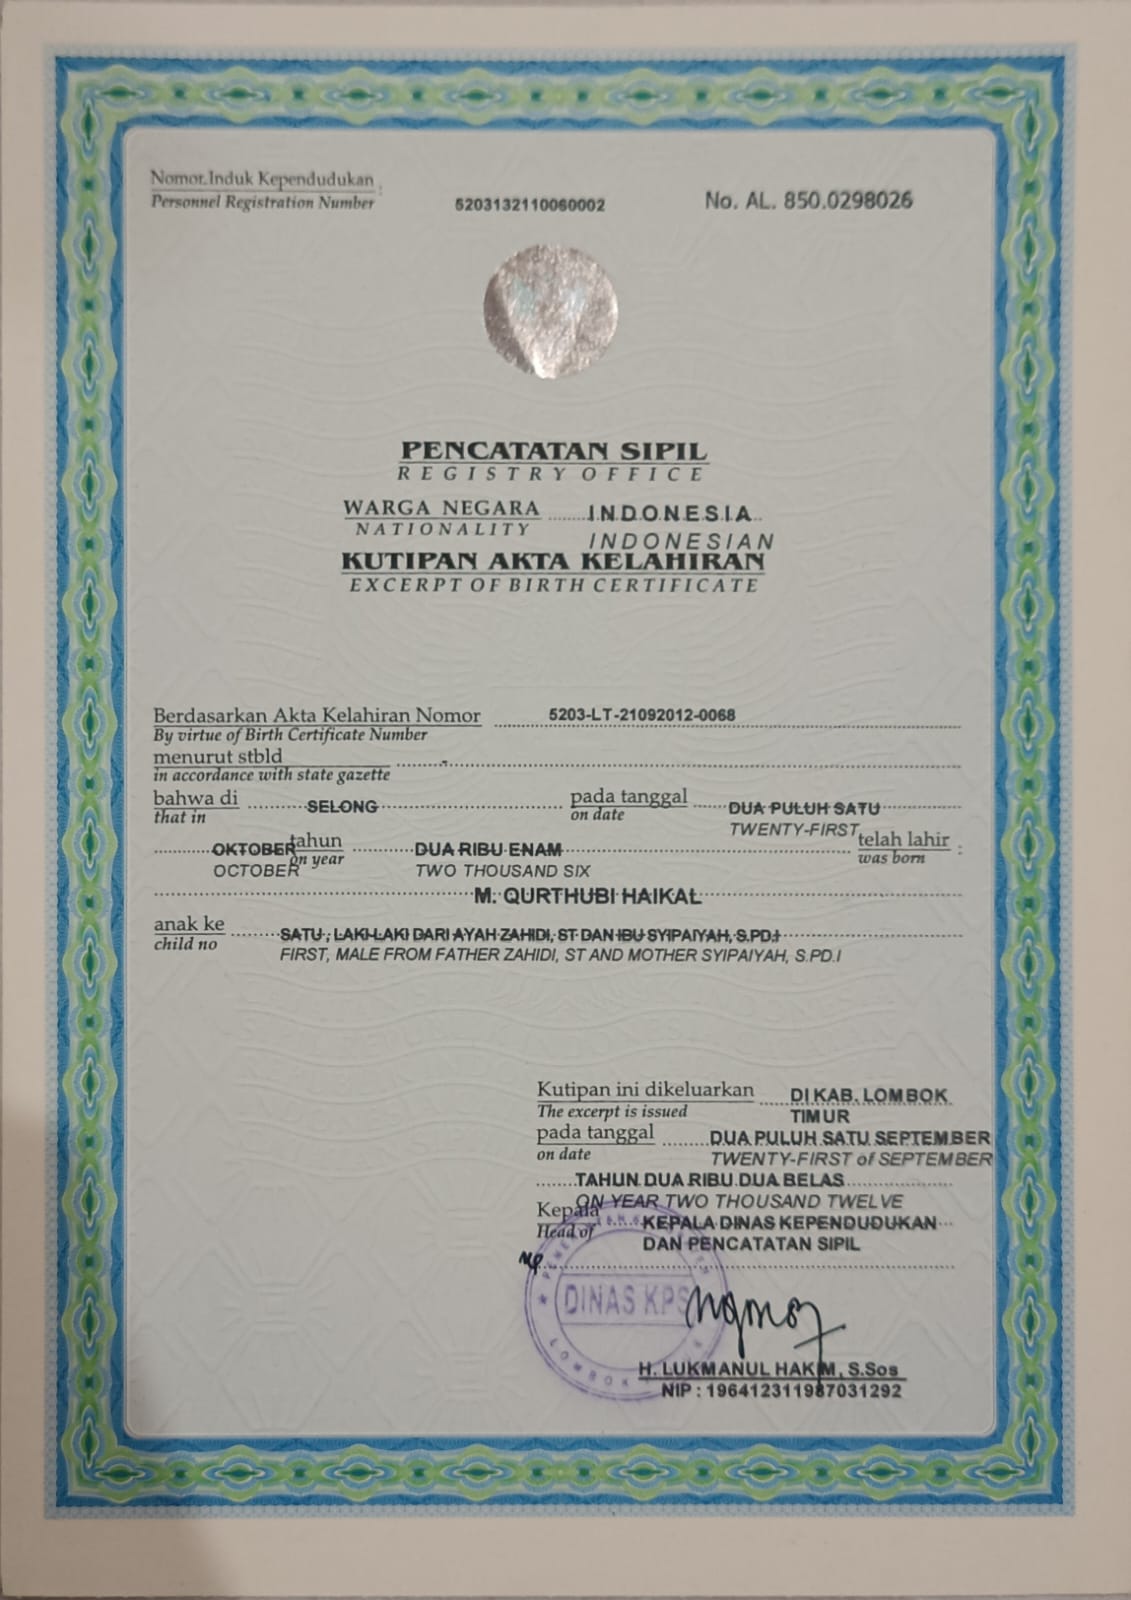 Nomor Induk Kependudukan :
Personnel Registration Number
5203132110060002
No. AL. 850.0298026
PENCATATAN SIPIL
REGISTRY OFFICE
WARGA NEGARA INDONESIA
NATIONALITY INDONESIAN
KUTIPAN AKTA KELAHIRAN
EXCERPT OF BIRTH CERTIFICATE
Berdasarkan Akta Kelahiran Nomor 5203-LT-21092012-0068
By virtue of Birth Certificate Number
menurut stbld -
in accordance with state gazette
bahwa di SELONG pada tanggal DUA PULUH SATU
that in on date TWENTY-FIRST
OKTOBER tahun DUA RIBU ENAM telah lahir :
OCTOBER on year TWO THOUSAND SIX was born
M. QURTHUBI HAIKAL
anak ke SATU , LAKI-LAKI DARI AYAH ZAHIDI, ST DAN IBU SYIPAIYAH, S.PD.I
child no FIRST, MALE FROM FATHER ZAHIDI, ST AND MOTHER SYIPAIYAH, S.PD.I
Kutipan ini dikeluarkan DI KAB. LOMBOK
The excerpt is issued TIMUR
pada tanggal DUA PULUH SATU SEPTEMBER
on date TWENTY-FIRST of SEPTEMBER
TAHUN DUA RIBU DUA BELAS
ON YEAR TWO THOUSAND TWELVE
Kepala KEPALA DINAS KEPENDUDUKAN
Head of DAN PENCATATAN SIPIL
DINAS KPS
LOMBOK
H. LUKMANUL HAKIM, S.Sos
NIP : 196412311987031292